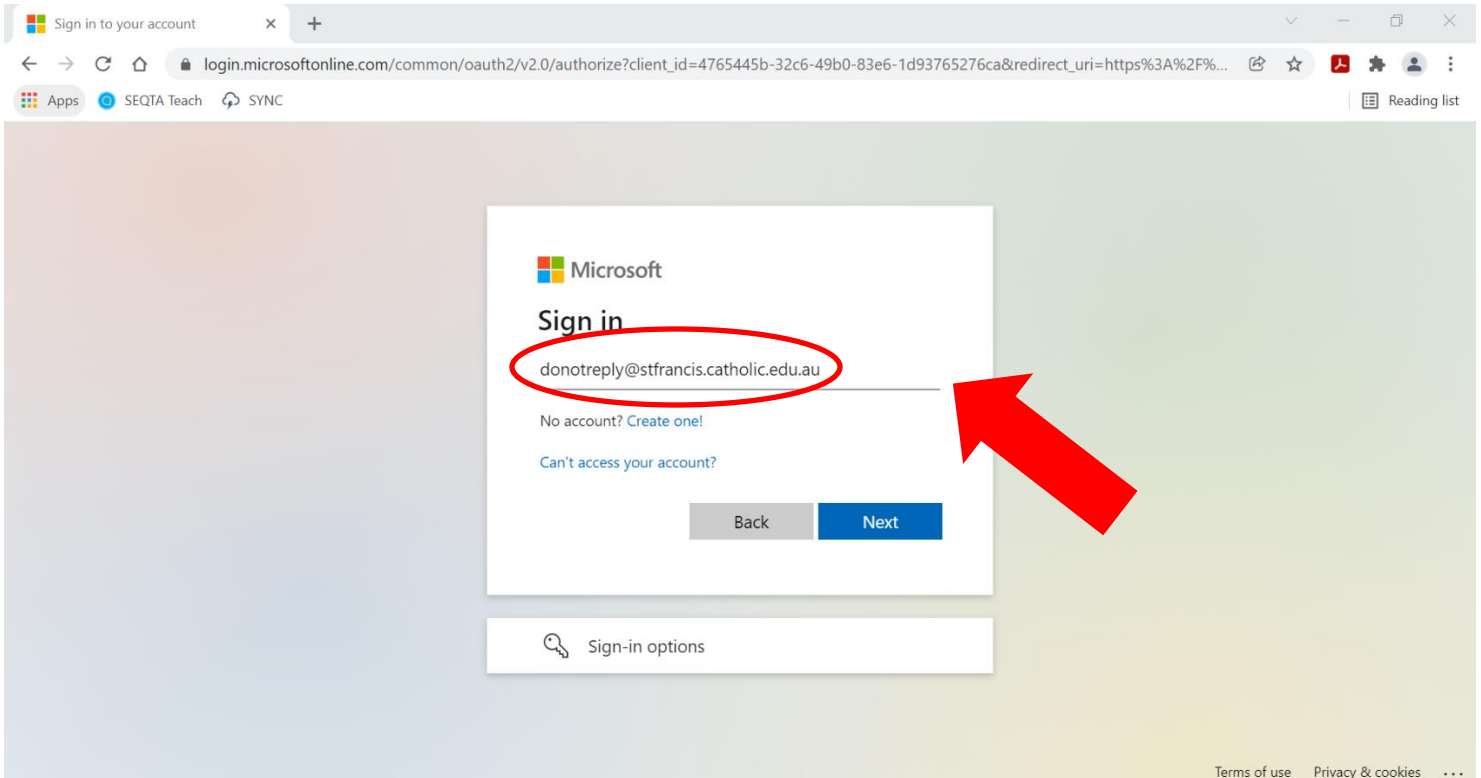 Sign in to your account
login.microsoftonline.com/common/oauth2/v2.0/authorize?client_id=4765445b-32c6-49b0-83e6-1d93765276ca&redirect_uri=https%3A%2F%...
Apps SEQTA Teach SYNC Reading list
Microsoft
Sign in
donotreply@stfrancis.catholic.edu.au
No account? Create one!
Can't access your account?
Back Next
Sign-in options
Terms of use Privacy & cookies ...